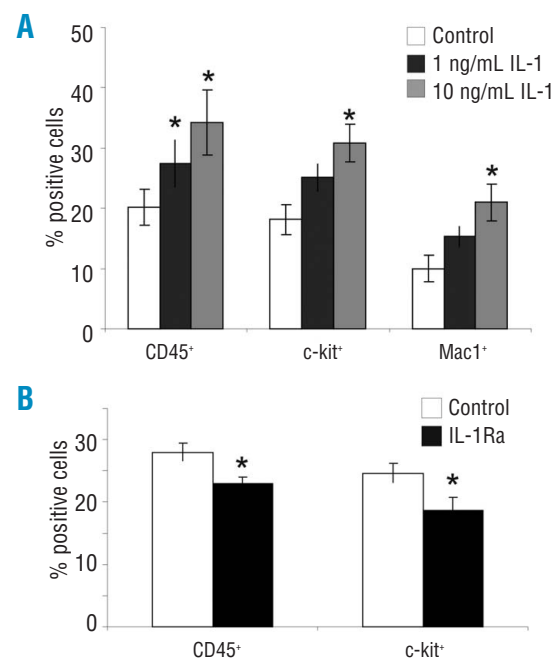 A
% positive cells
50
40
30
20
10
0
Control
1 ng/mL IL-1
10 ng/mL IL-1
*
*
*
*
CD45⁺
c-kit⁺
Mac1⁺
B
% positive cells
30
20
10
0
Control
IL-1Ra
*
*
CD45⁺
c-kit⁺